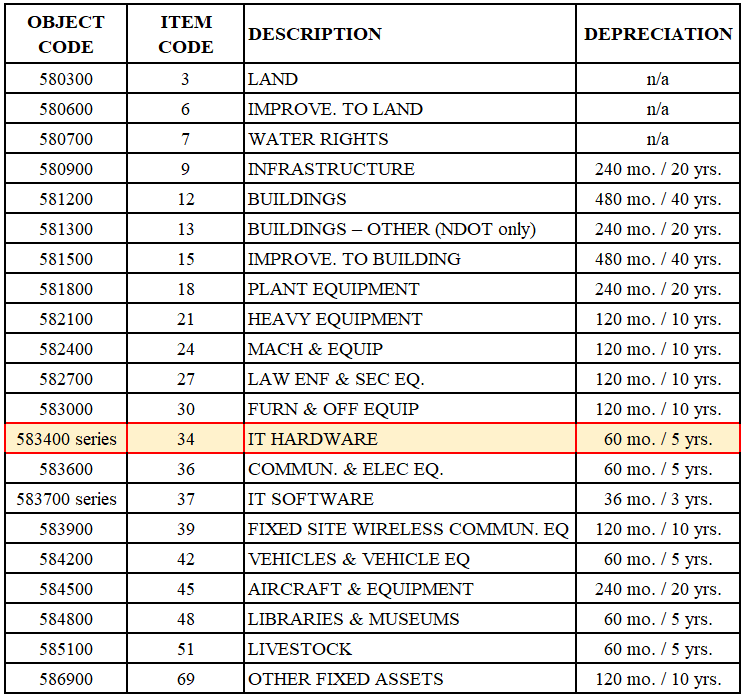 OBJECT CODE ITEM CODE DESCRIPTION DEPRECIATION
580300 3 LAND n/a
580600 6 IMPROVE. TO LAND n/a
580700 7 WATER RIGHTS n/a
580900 9 INFRASTRUCTURE 240 mo. / 20 yrs.
581200 12 BUILDINGS 480 mo. / 40 yrs.
581300 13 BUILDINGS – OTHER (NDOT only) 240 mo. / 20 yrs.
581500 15 IMPROVE. TO BUILDING 480 mo. / 40 yrs.
581800 18 PLANT EQUIPMENT 240 mo. / 20 yrs.
582100 21 HEAVY EQUIPMENT 120 mo. / 10 yrs.
582400 24 MACH & EQUIP 120 mo. / 10 yrs.
582700 27 LAW ENF & SEC EQ. 120 mo. / 10 yrs.
583000 30 FURN & OFF EQUIP 120 mo. / 10 yrs.
583400 series 34 IT HARDWARE 60 mo. / 5 yrs.
583600 36 COMMUN. & ELEC EQ. 60 mo. / 5 yrs.
583700 series 37 IT SOFTWARE 36 mo. / 3 yrs.
583900 39 FIXED SITE WIRELESS COMMUN. EQ 120 mo. / 10 yrs.
584200 42 VEHICLES & VEHICLE EQ 60 mo. / 5 yrs.
584500 45 AIRCRAFT & EQUIPMENT 240 mo. / 20 yrs.
584800 48 LIBRARIES & MUSEUMS 60 mo. / 5 yrs.
585100 51 LIVESTOCK 60 mo. / 5 yrs.
586900 69 OTHER FIXED ASSETS 120 mo. / 10 yrs.